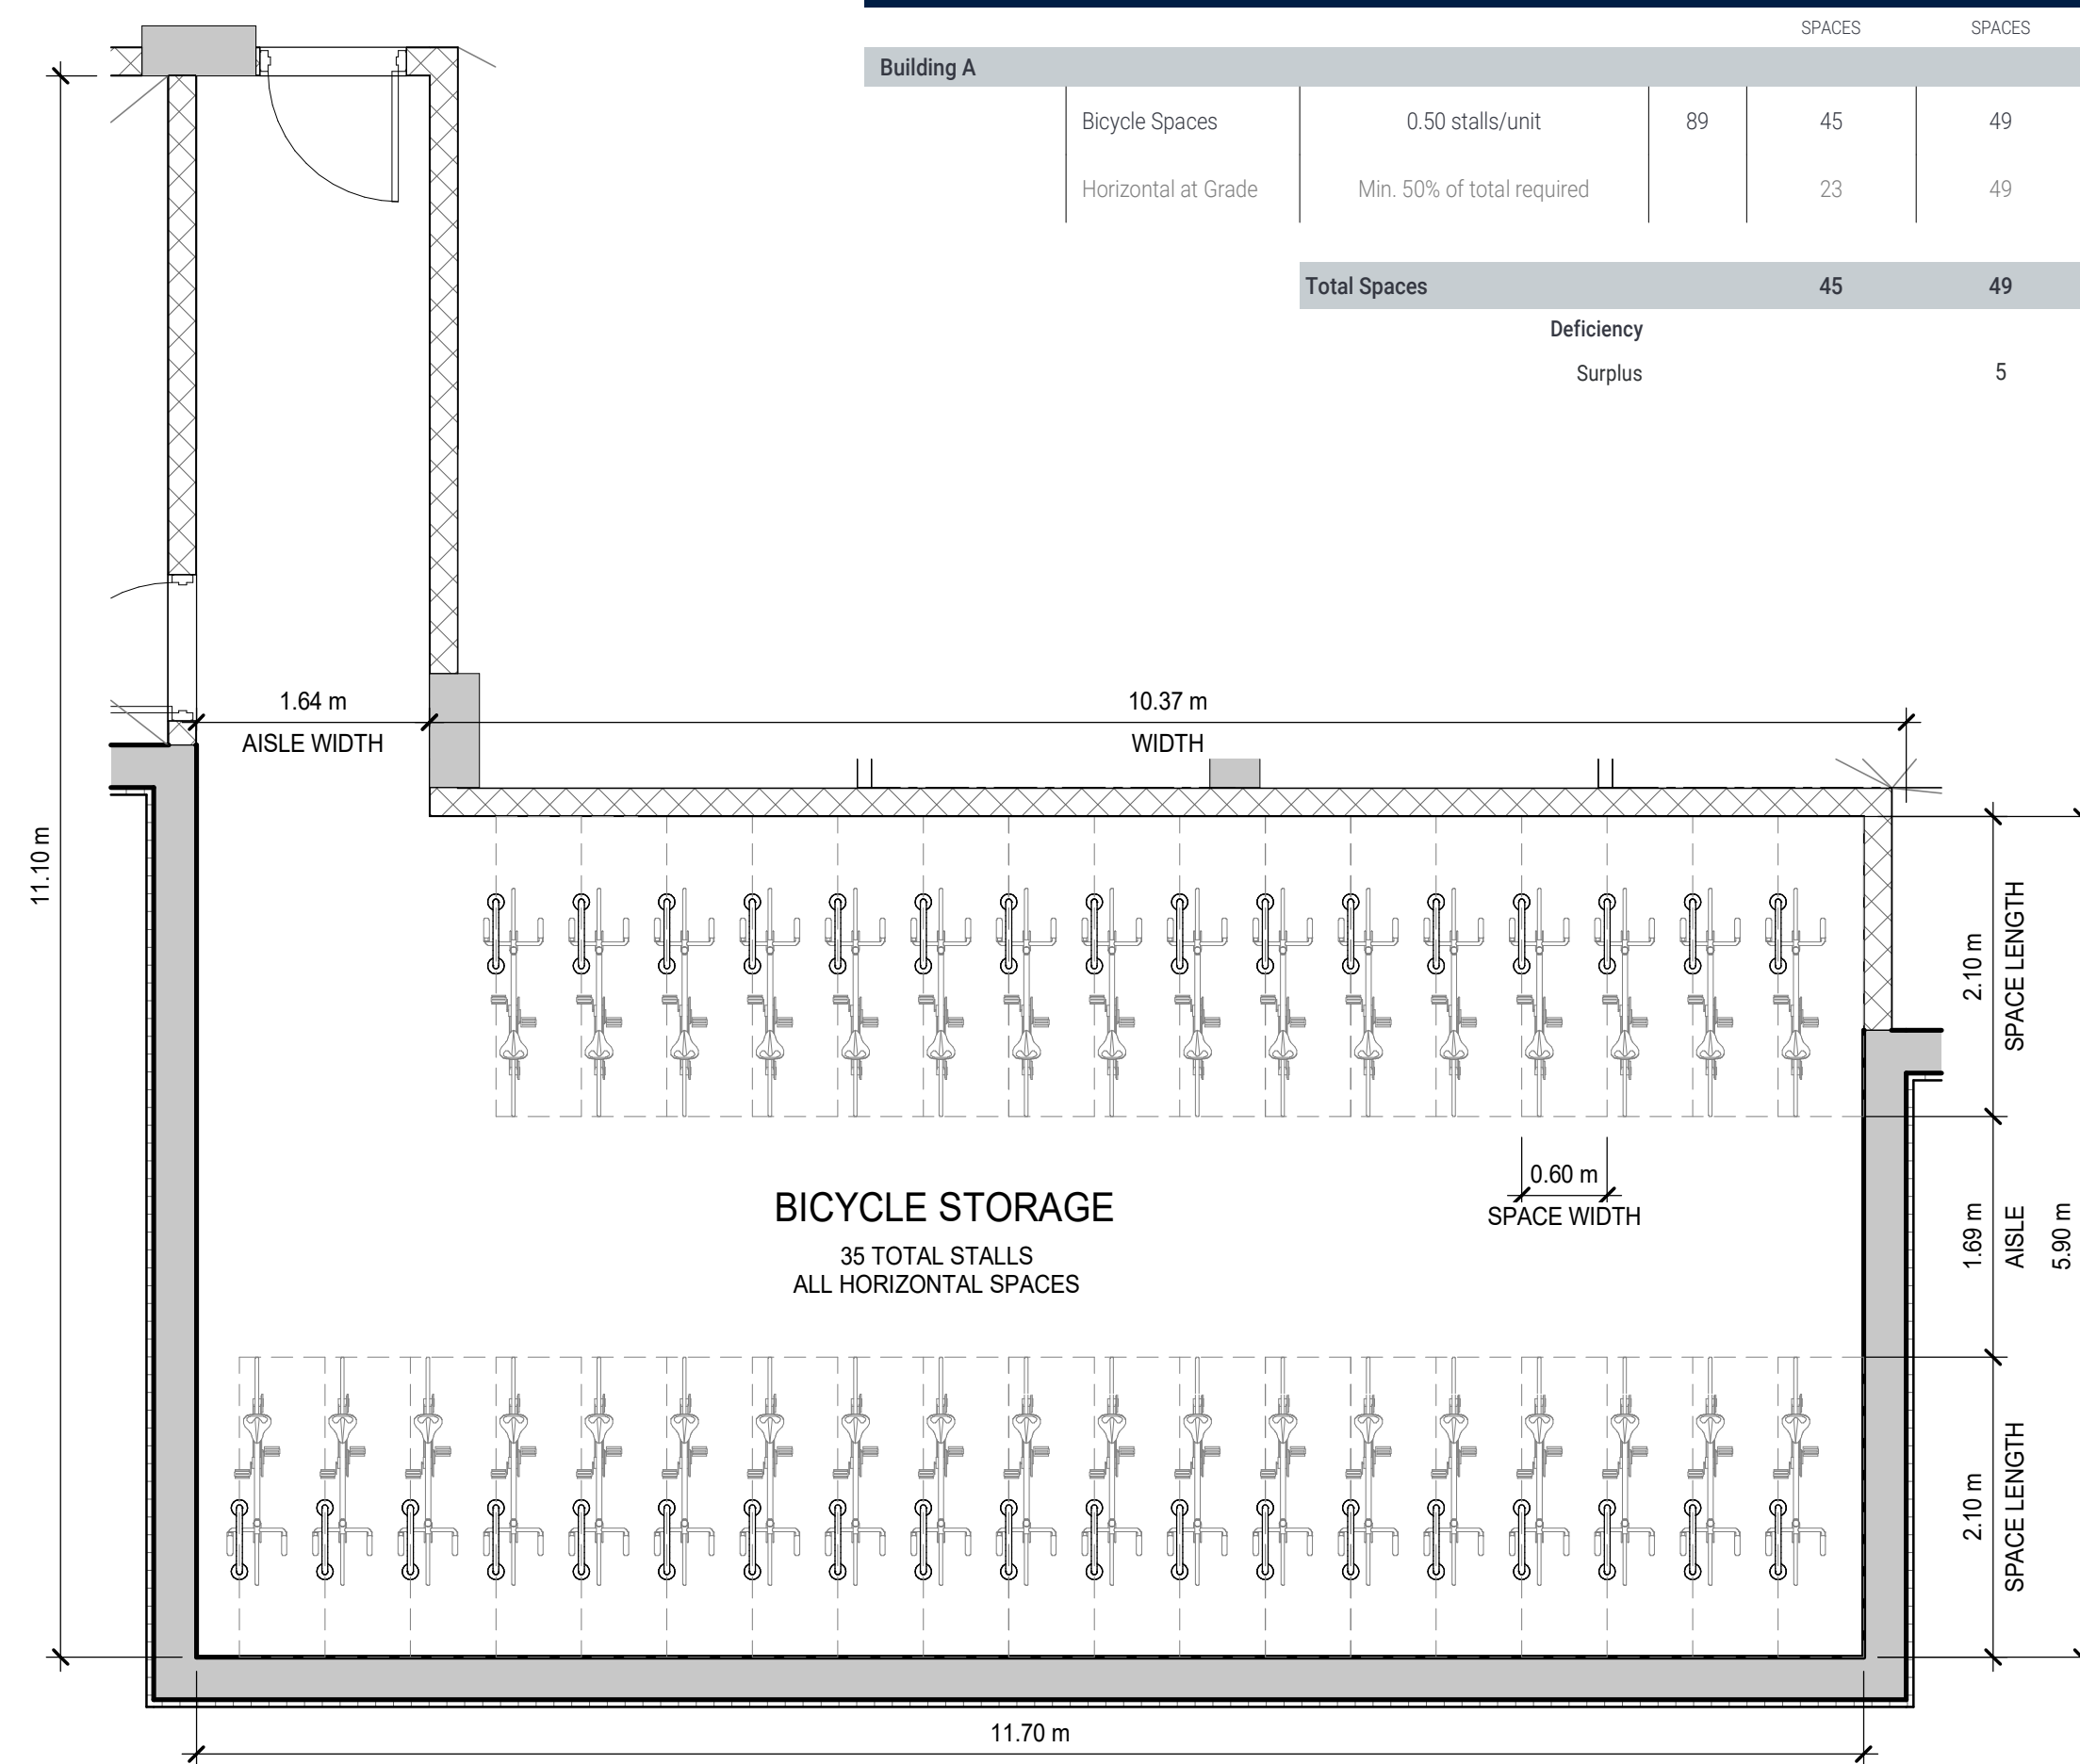 SPACES SPACES
Building A
Bicycle Spaces 0.50 stalls/unit 89 45 49
Horizontal at Grade Min. 50% of total required 23 49
Total Spaces 45 49
Deficiency
Surplus 5
1.64 m
AISLE WIDTH
10.37 m
WIDTH
11.10 m
2.10 m
SPACE LENGTH
0.60 m
SPACE WIDTH
BICYCLE STORAGE
35 TOTAL STALLS
ALL HORIZONTAL SPACES
1.69 m
AISLE
5.90 m
2.10 m
SPACE LENGTH
11.70 m